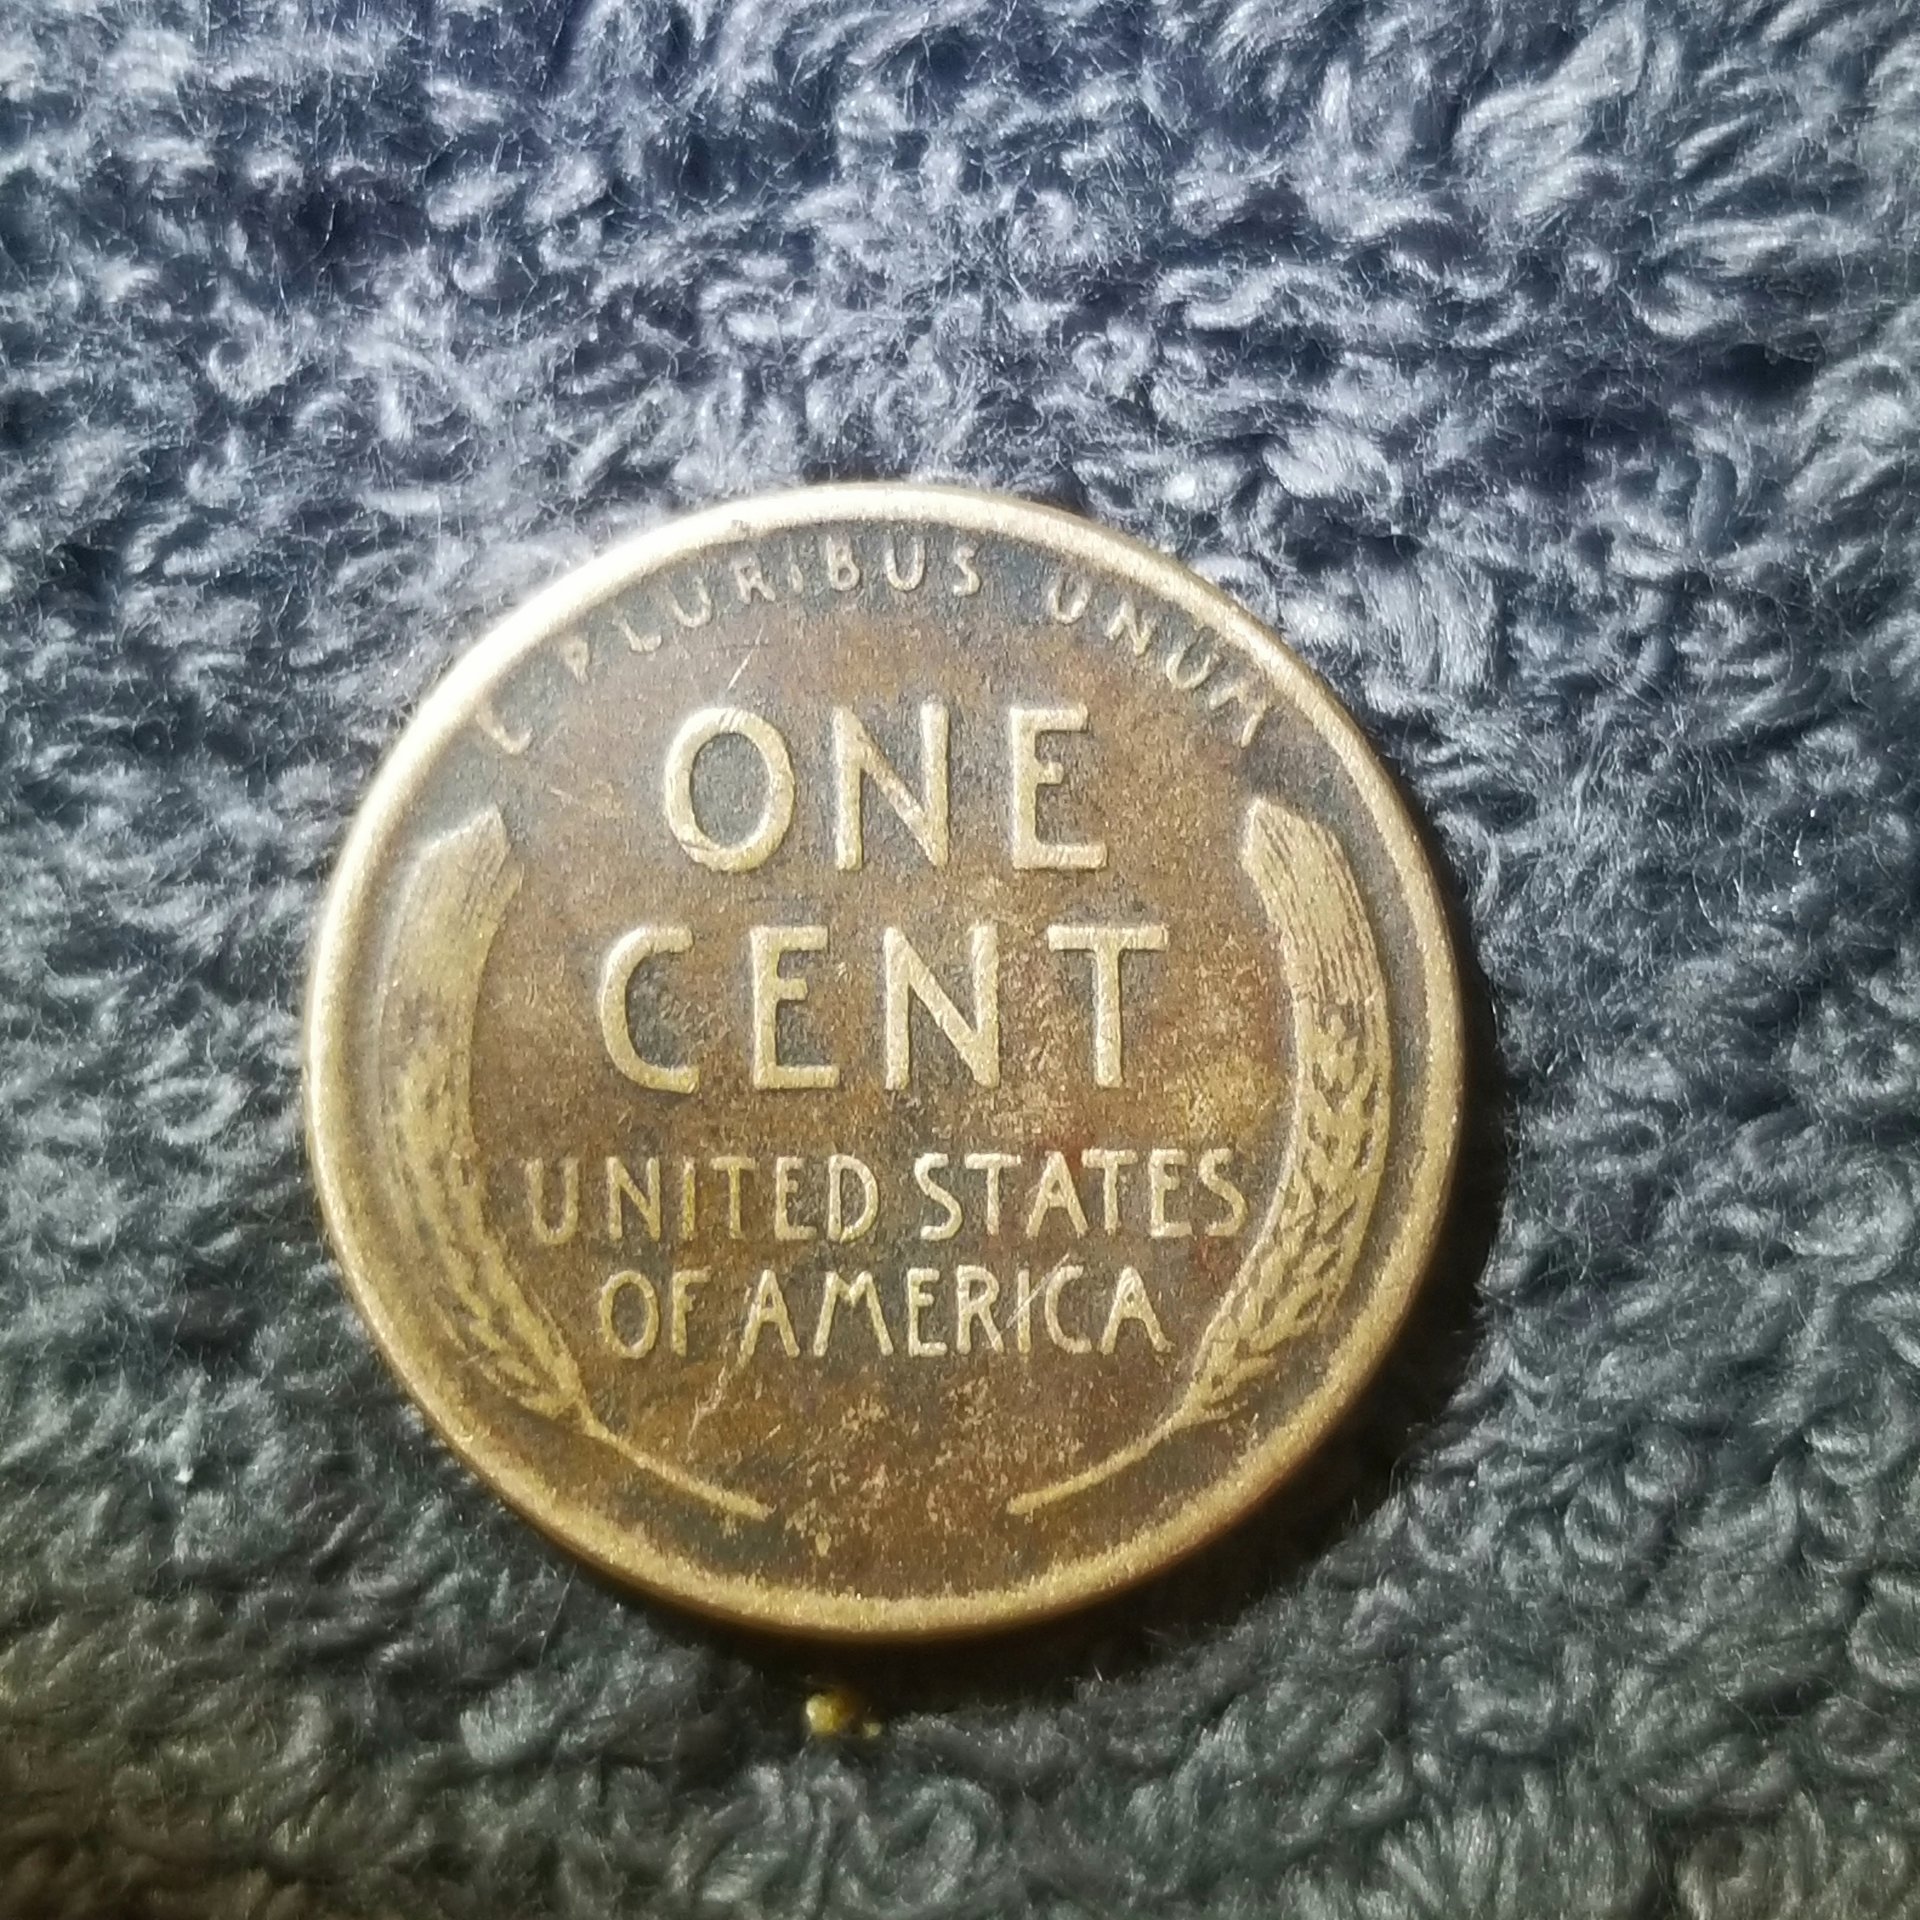 E PLURIBUS UNUM
ONE
CENT
UNITED STATES
OF AMERICA